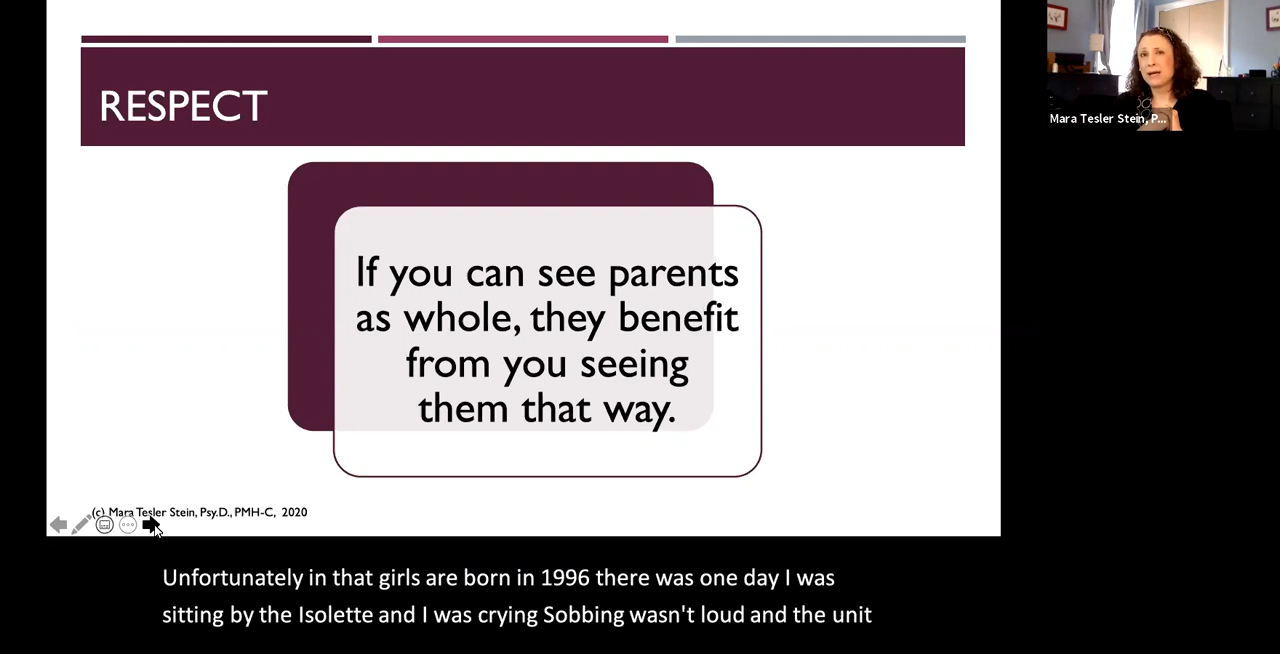 RESPECT
If you can see parents
as whole, they benefit
from you seeing
them that way.
(c) Mara Tesler Stein, Psy.D., PMH-C, 2020
Mara Tesler Stein, P...
Unfortunately in that girls are born in 1996 there was one day I was
sitting by the Isolette and I was crying Sobbing wasn't loud and the unit